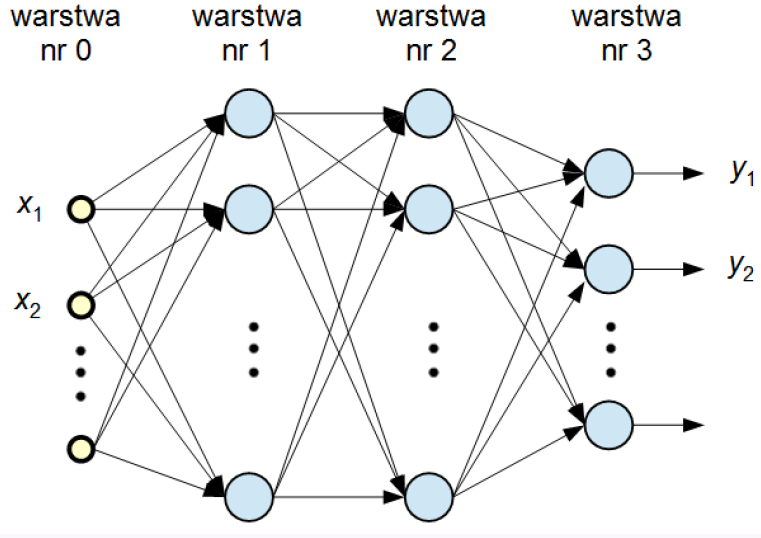 warstwa
nr 0
warstwa
nr 1
warstwa
nr 2
warstwa
nr 3
x₁
x₂
y₁
y₂